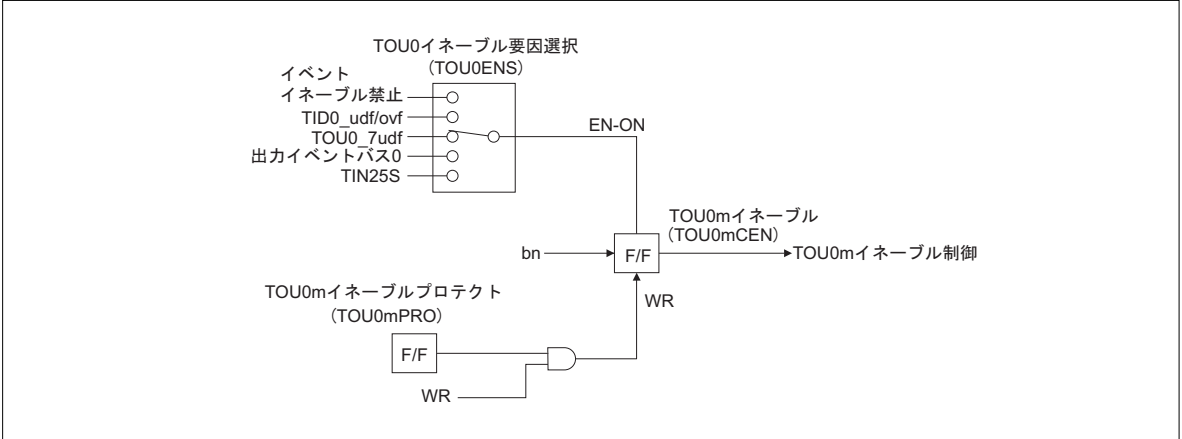 TOU0イネーブル要因選択
(TOU0ENS)
イベント
イネーブル禁止
TID0_udf/ovf
TOU0_7udf
出力イベントバス0
TIN25S
EN-ON
TOU0mイネーブル
(TOU0mCEN)
bn
F/F
TOU0mイネーブル制御
WR
TOU0mイネーブルプロテクト
(TOU0mPRO)
F/F
WR